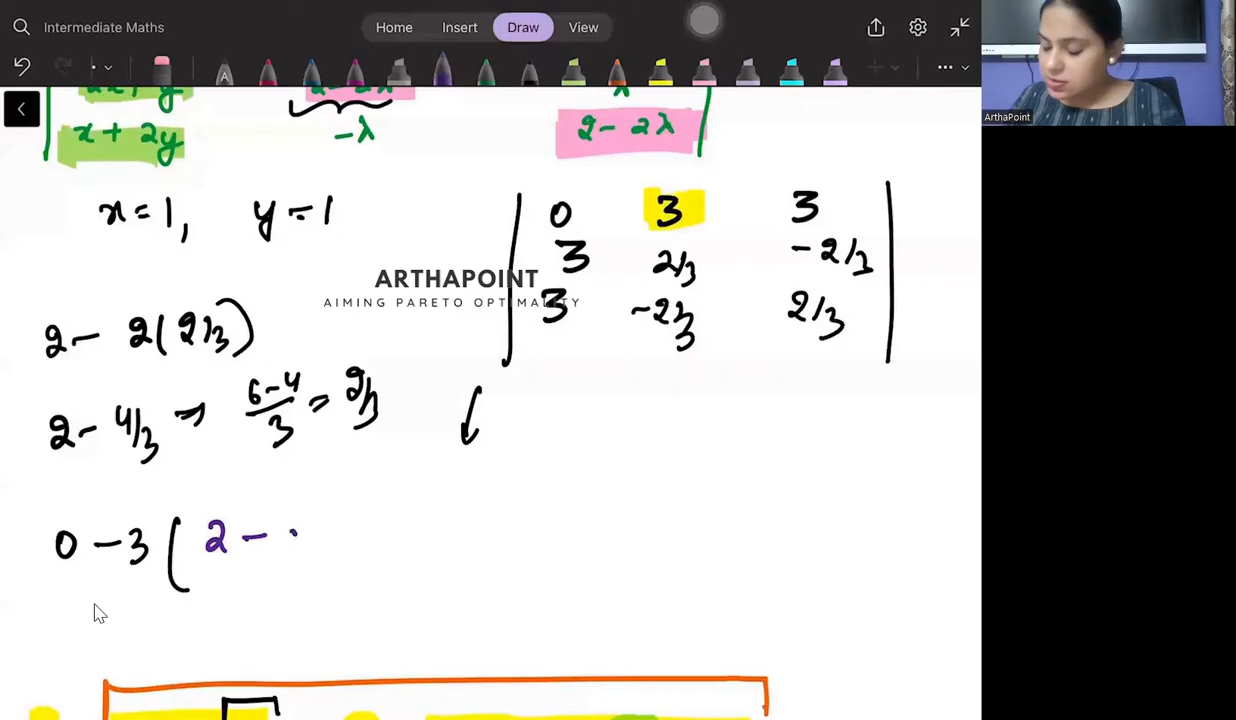 Intermediate Maths
Home Insert Draw View
ArthaPoint
x + 2y
-λ
2 - 2λ
x = 1, y = 1
0 3 3
3 2/3 -2/3
3 -2/3 2/3
ARTHAPOINT
AIMING PARETO OPTIMALITY
2 - 2(2/3)
2 - 4/3 ⇒ 6-4/3 = 2/3
0 - 3 ( 2 -